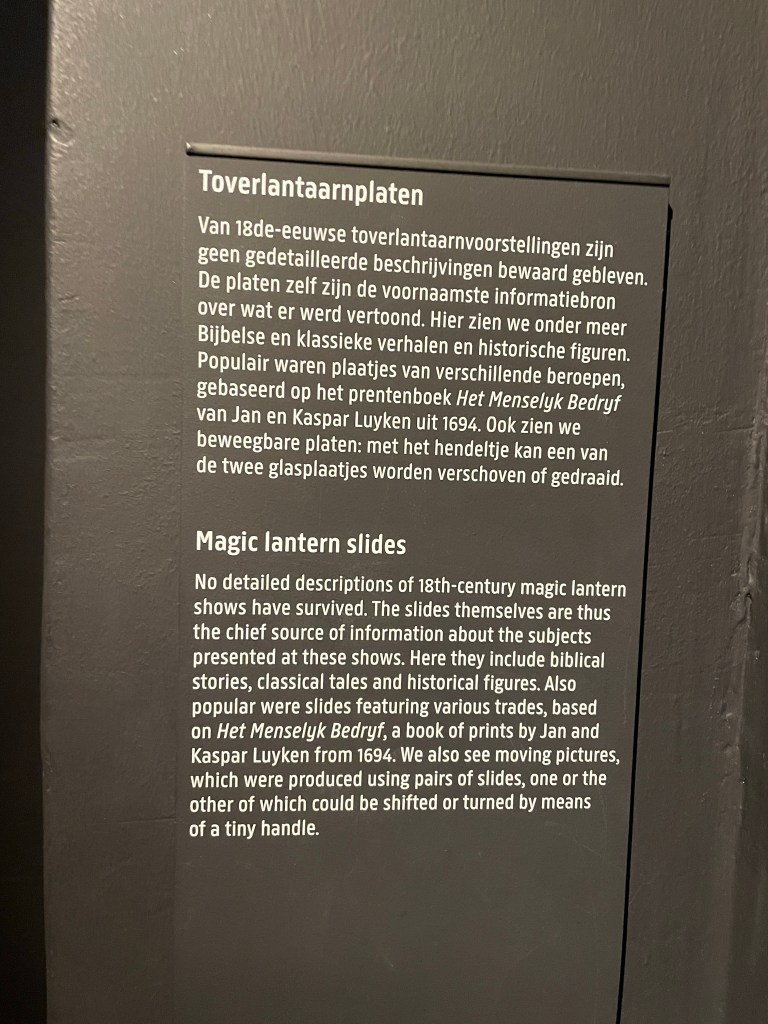 Toverlantaarnplaten
Van 18de-eeuwse toverlantaarnvoorstellingen zijn
geen gedetailleerde beschrijvingen bewaard gebleven.
De platen zelf zijn de voornaamste informatiebron
over wat er werd vertoond. Hier zien we onder meer
Bijbelse en klassieke verhalen en historische figuren.
Populair waren plaatjes van verschillende beroepen,
gebaseerd op het prentenboek Het Menselyk Bedryf
van Jan en Kaspar Luyken uit 1694. Ook zien we
beweegbare platen: met het hendeltje kan een van
de twee glasplaatjes worden verschoven of gedraaid.
Magic lantern slides
No detailed descriptions of 18th-century magic lantern
shows have survived. The slides themselves are thus
the chief source of information about the subjects
presented at these shows. Here they include biblical
stories, classical tales and historical figures. Also
popular were slides featuring various trades, based
on Het Menselyk Bedryf, a book of prints by Jan and
Kaspar Luyken from 1694. We also see moving pictures,
which were produced using pairs of slides, one or the
other of which could be shifted or turned by means
of a tiny handle.